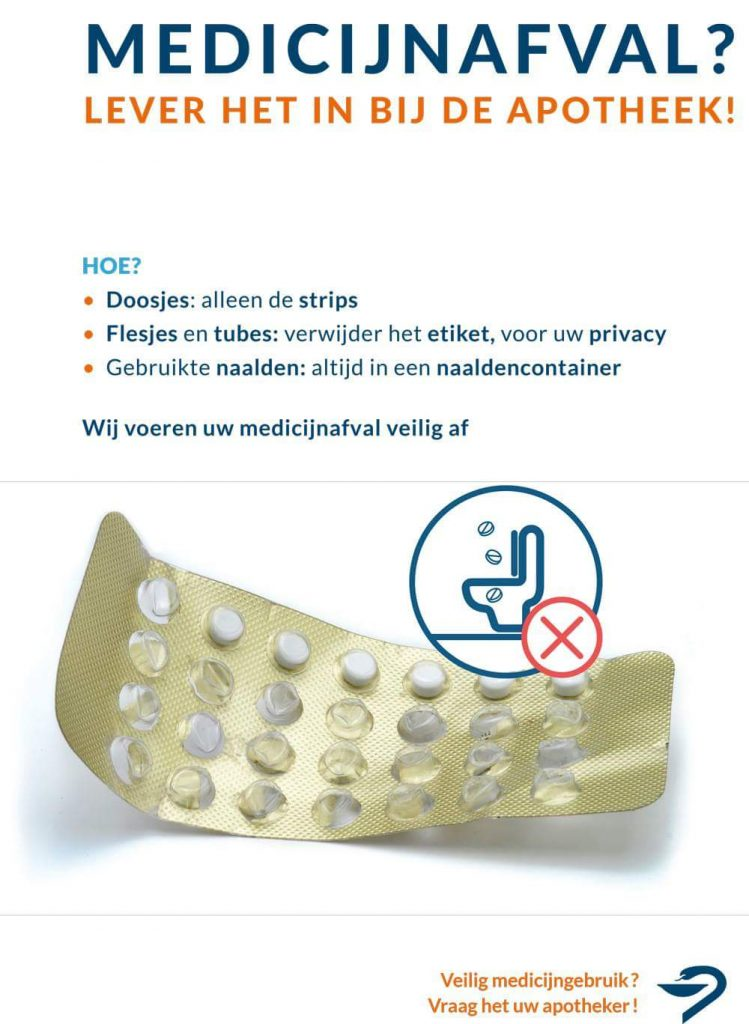 MEDICIJNAFVAL?
LEVER HET IN BIJ DE APOTHEEK!
HOE?
• Doosjes: alleen de strips
• Flesjes en tubes: verwijder het etiket, voor uw privacy
• Gebruikte naalden: altijd in een naaldencontainer
Wij voeren uw medicijnafval veilig af
Veilig medicijngebruik?
Vraag het uw apotheker!